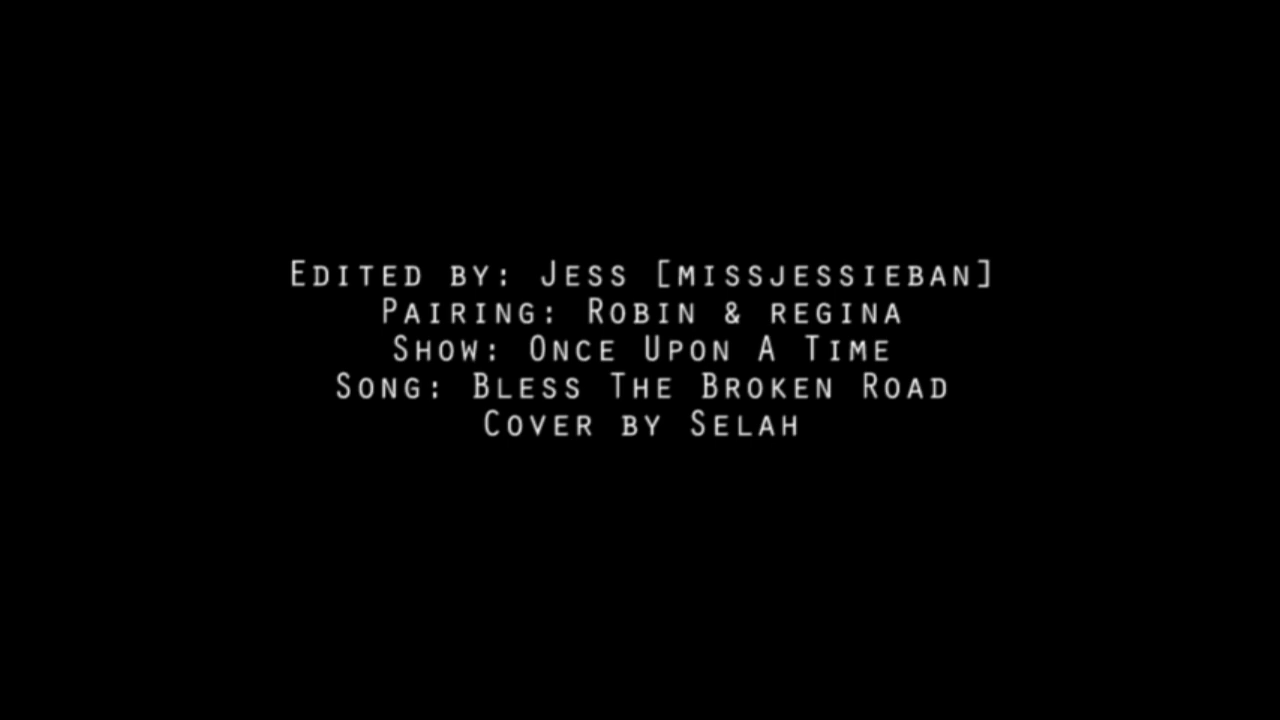 Edited by: Jess [missjessieban]
Pairing: Robin & regina
Show: Once Upon A Time
Song: Bless The Broken Road
Cover by Selah